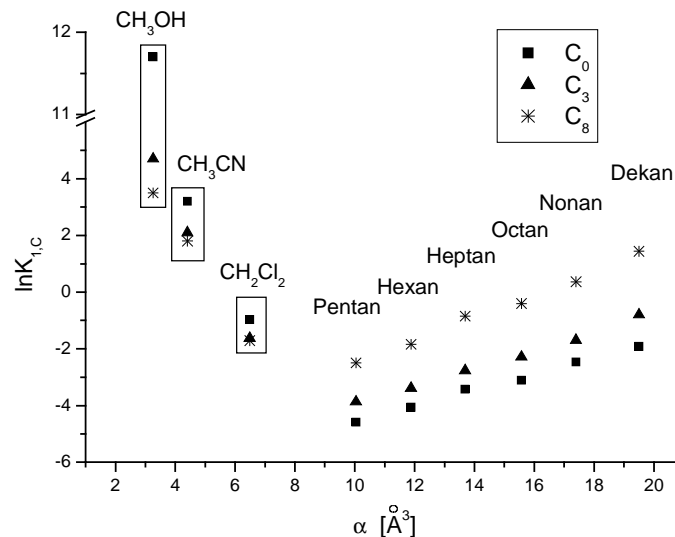 CH₃OH
12
11
4
2
0
-2
-4
-6
lnK₁,C
C₀
C₃
C₈
CH₃CN
CH₂Cl₂
Pentan
Hexan
Heptan
Octan
Nonan
Dekan
2 4 6 8 10 12 14 16 18 20
α [Å³]